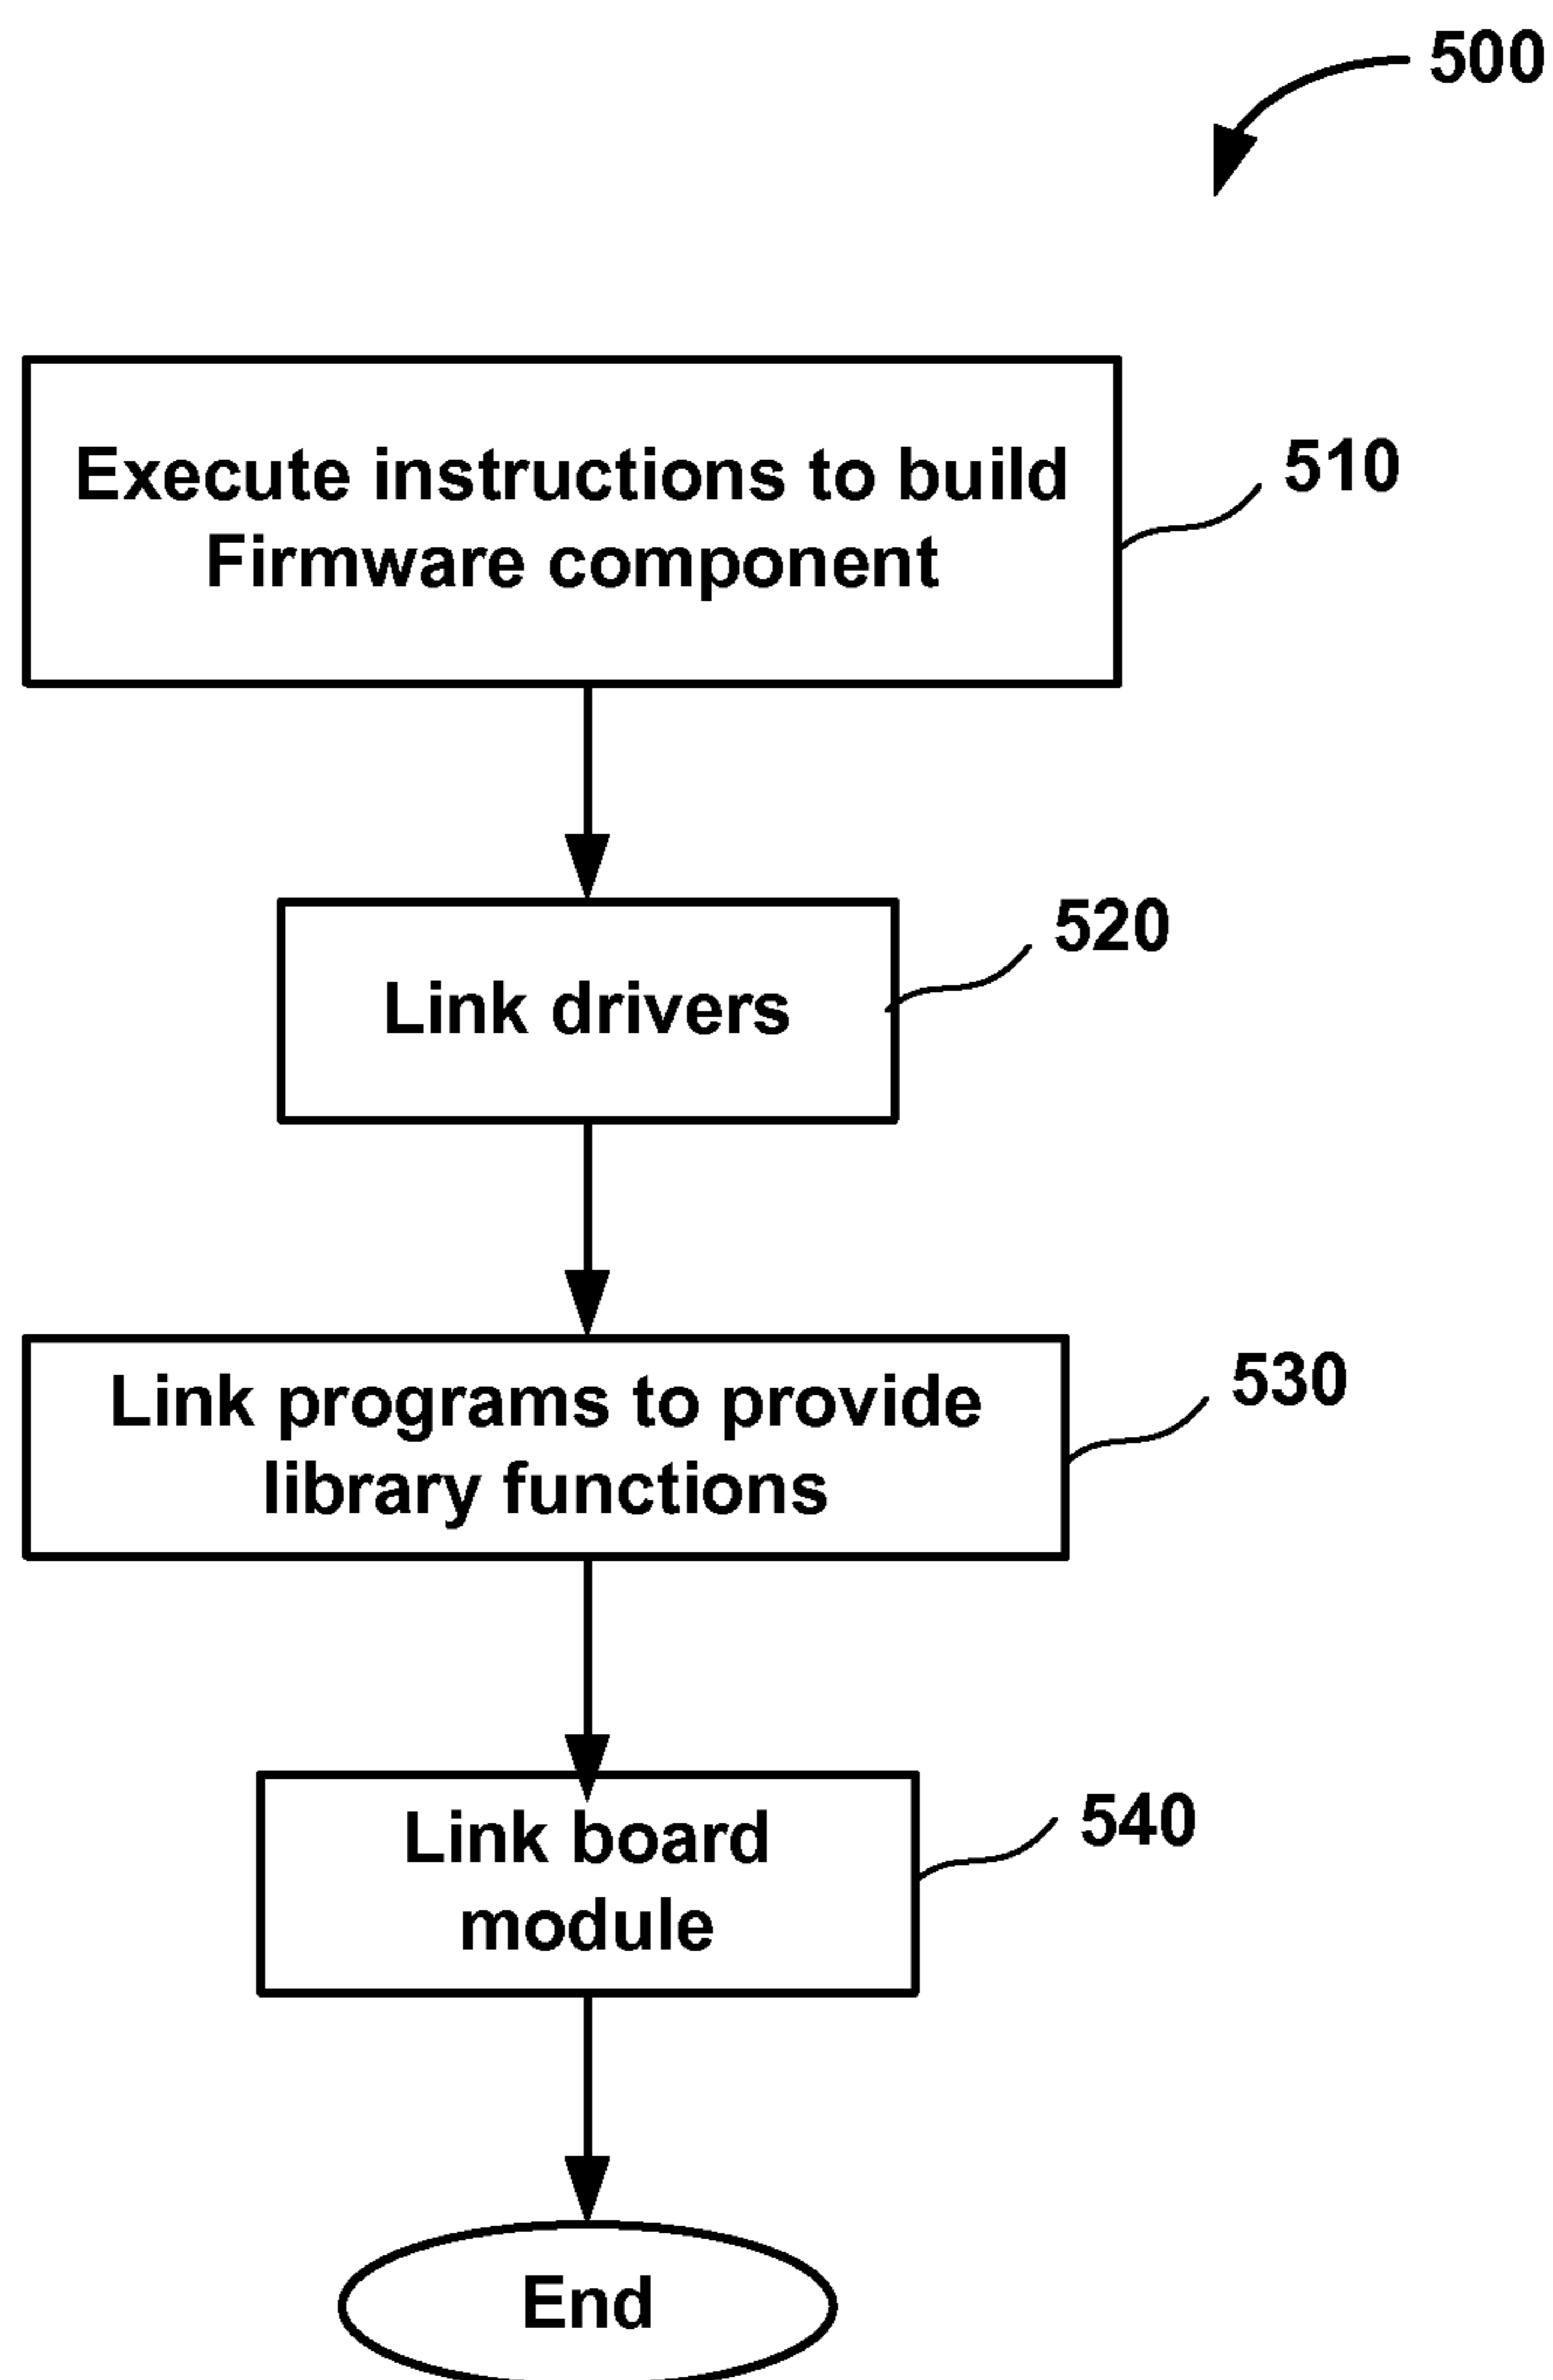 500
Execute instructions to build
Firmware component
510
Link drivers
520
Link programs to provide
library functions
530
Link board
module
540
End